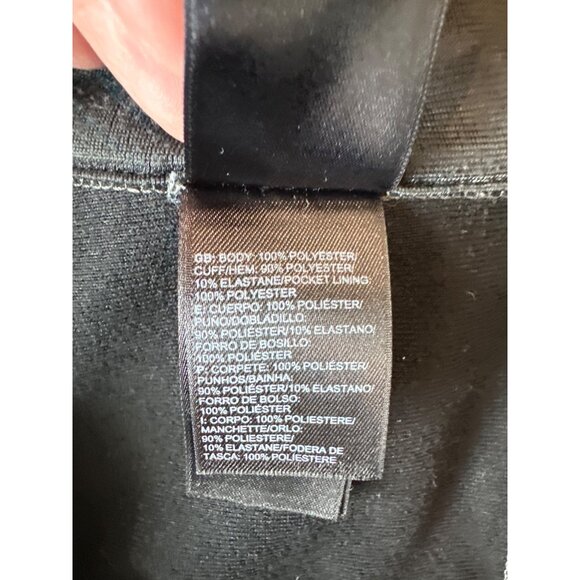 GB: BODY: 100% POLYESTER/
CUFF/HEM: 90% POLYESTER/
10% ELASTANE/POCKET LINING:
100% POLYESTER
E: CUERPO: 100% POLIÉSTER/
PUÑO/DOBLADILLO:
90% POLIÉSTER/10% ELASTANO/
FORRO DE BOSILLO:
100% POLIÉSTER
P: CORPETE: 100% POLIÉSTER/
PUNHOS/BAINHA:
90% POLIÉSTER/10% ELASTANO/
FORRO DE BOLSO:
100% POLIÉSTER
I: CORPO: 100% POLIESTERE/
MANCHETTE/ORLO:
90% POLIESTERE/
10% ELASTANE/FODERA DE
TASCA: 100% POLIESTERE